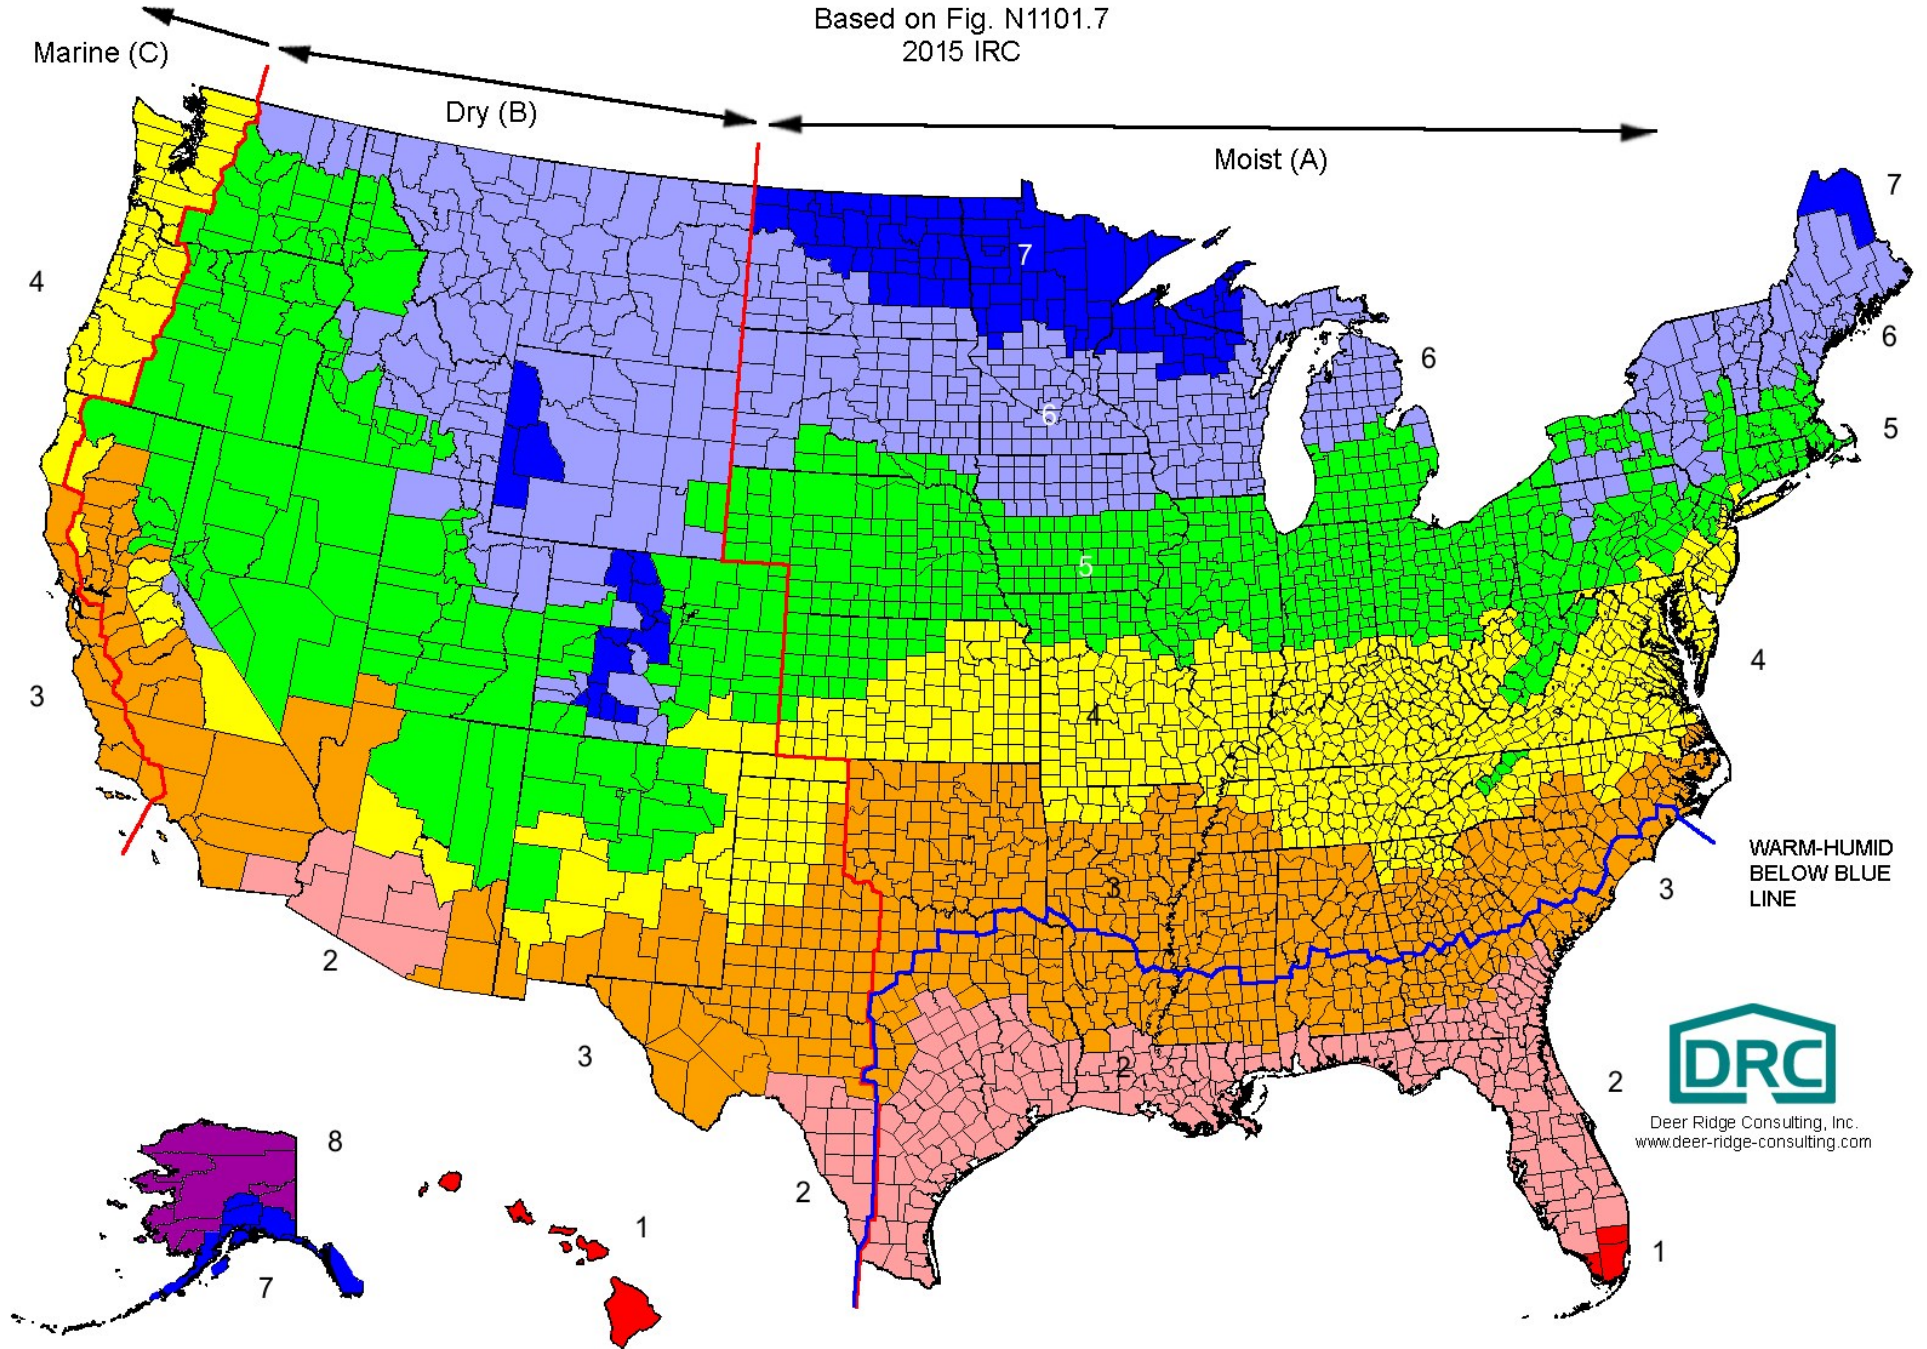 Based on Fig. N1101.7
2015 IRC
Marine (C)
Dry (B)
Moist (A)
7
7
4
6
6
6
5
5
4
4
3
WARM-HUMID
BELOW BLUE
LINE
3
3
2
3
DRC
2
2
Deer Ridge Consulting, Inc.
www.deer-ridge-consulting.com
8
2
1
1
7